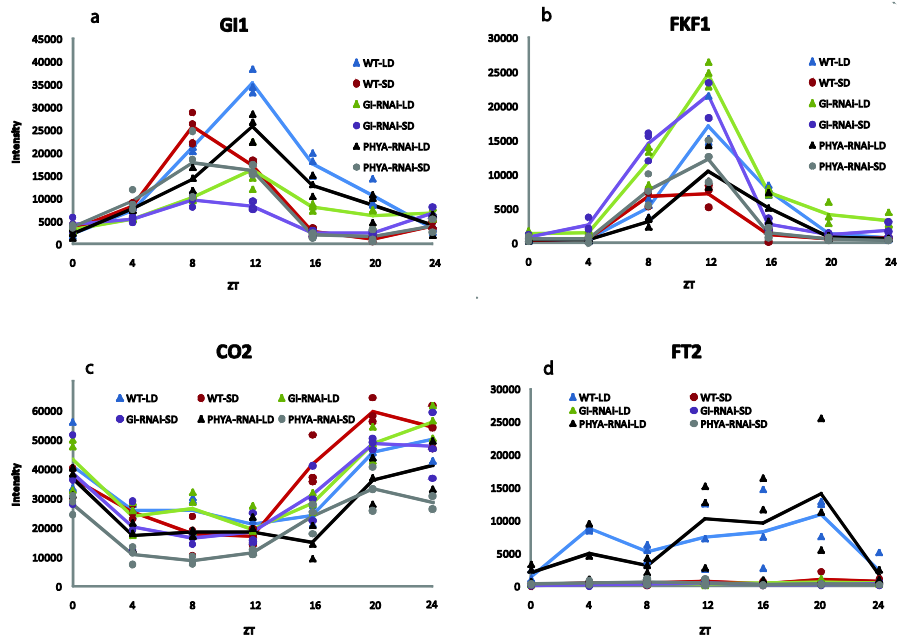 a
GI1
45000
40000
35000
30000
25000
20000
15000
10000
5000
0
Intensity
WT-LD
WT-SD
GI-RNAI-LD
GI-RNAI-SD
PHYA-RNAI-LD
PHYA-RNAI-SD
0 4 8 12 16 20 24
ZT
b
FKF1
30000
25000
20000
15000
10000
5000
0
WT-LD
WT-SD
GI-RNAI-LD
GI-RNAI-SD
PHYA-RNAI-LD
PHYA-RNAI-SD
0 4 8 12 16 20 24
ZT
c
CO2
60000
50000
40000
30000
20000
10000
0
Intensity
WT-LD WT-SD GI-RNAI-LD
GI-RNAI-SD PHYA-RNAI-LD PHYA-RNAI-SD
0 4 8 12 16 20 24
ZT
d
FT2
30000
25000
20000
15000
10000
5000
0
WT-LD WT-SD
GI-RNAI-LD GI-RNAI-SD
PHYA-RNAI-LD PHYA-RNAI-SD
0 4 8 12 16 20 24
ZT